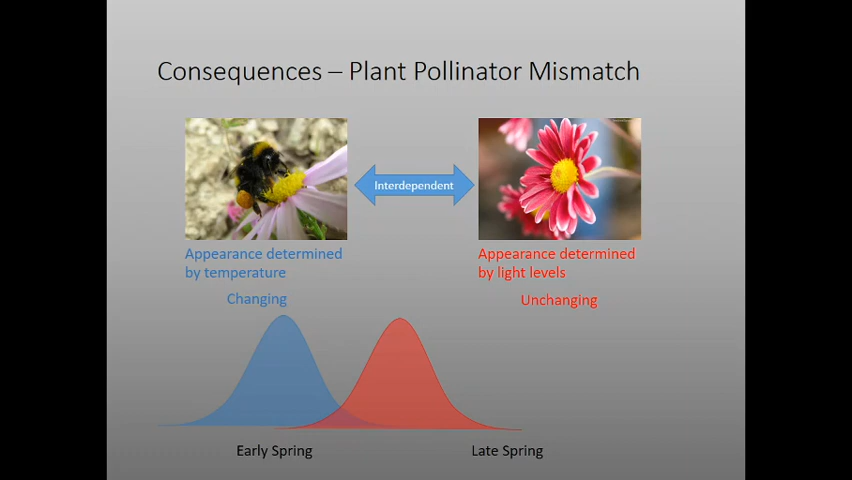 Consequences – Plant Pollinator Mismatch
Interdependent
Appearance determined
by temperature
Appearance determined
by light levels
Changing
Unchanging
Early Spring
Late Spring